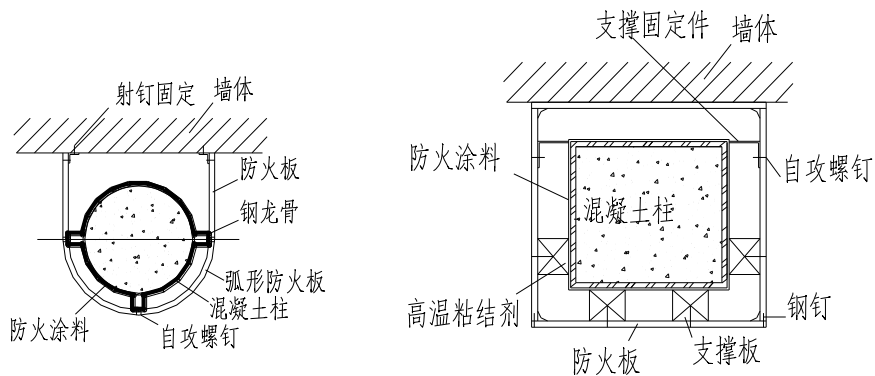 射钉固定
墙体
防火板
钢龙骨
弧形防火板
混凝土柱
防火涂料
自攻螺钉
支撑固定件
墙体
防火涂料
自攻螺钉
混凝土柱
高温粘结剂
钢钉
防火板
支撑板